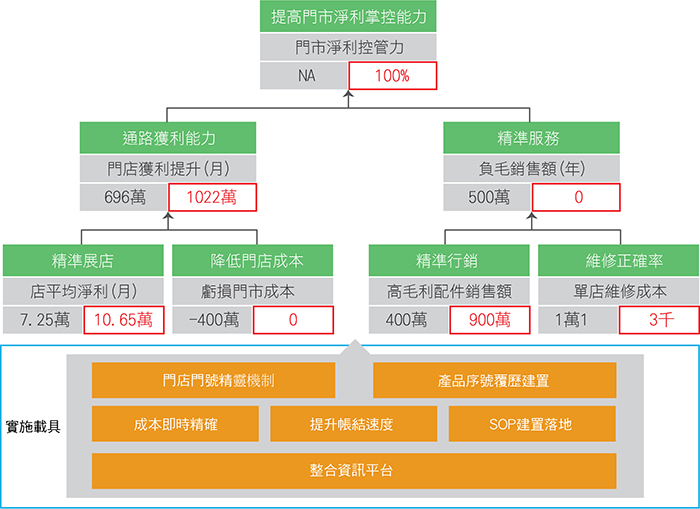 提高門市淨利掌控能力
門市淨利控管力
NA 100%
通路獲利能力
門店獲利提升(月)
696萬 1022萬
精準服務
負毛銷售額(年)
500萬 0
精準展店
店平均淨利(月)
7.25萬 10.65萬
降低門店成本
虧損門市成本
-400萬 0
精準行銷
高毛利配件銷售額
400萬 900萬
維修正確率
單店維修成本
1萬1 3千
實施載具
門店門號精靈機制
產品序號履歷建置
成本即時精確
提升帳結速度
SOP建置落地
整合資訊平台